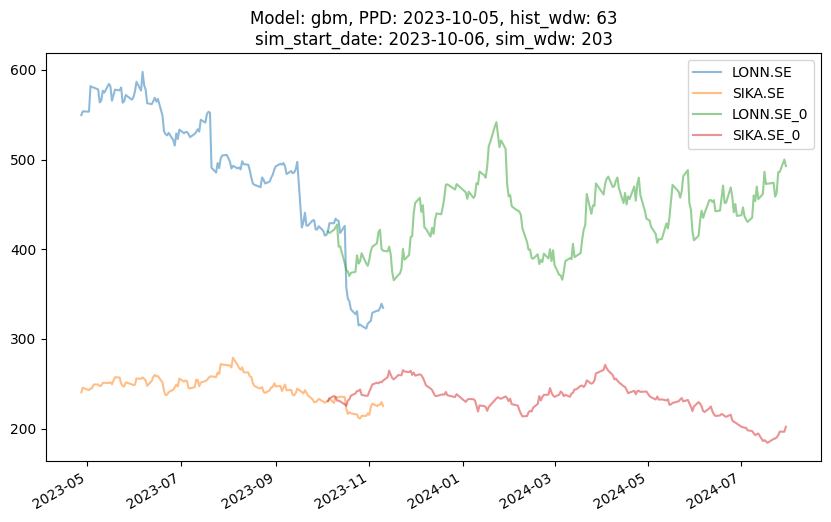 Model: gbm, PPD: 2023-10-05, hist_wdw: 63
sim_start_date: 2023-10-06, sim_wdw: 203
LONN.SE
SIKA.SE
LONN.SE_0
SIKA.SE_0
600
500
400
300
200
2023-05
2023-07
2023-09
2023-11
2024-01
2024-03
2024-05
2024-07